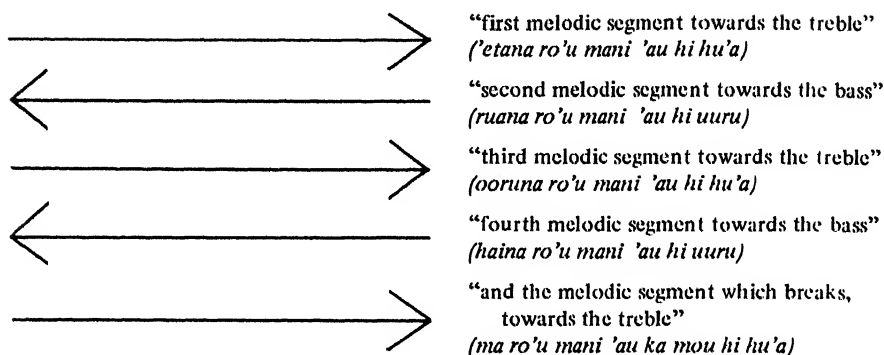 “first melodic segment towards the treble”
(’etana ro’u mani ’au hi hu’a)
“second melodic segment towards the bass”
(ruana ro’u mani ’au hi uuru)
“third melodic segment towards the treble”
(ooruna ro’u mani ’au hi hu’a)
“fourth melodic segment towards the bass”
(haina ro’u mani ’au hi uuru)
“and the melodic segment which breaks,
towards the treble”
(ma ro’u mani ’au ka mou hi hu’a)